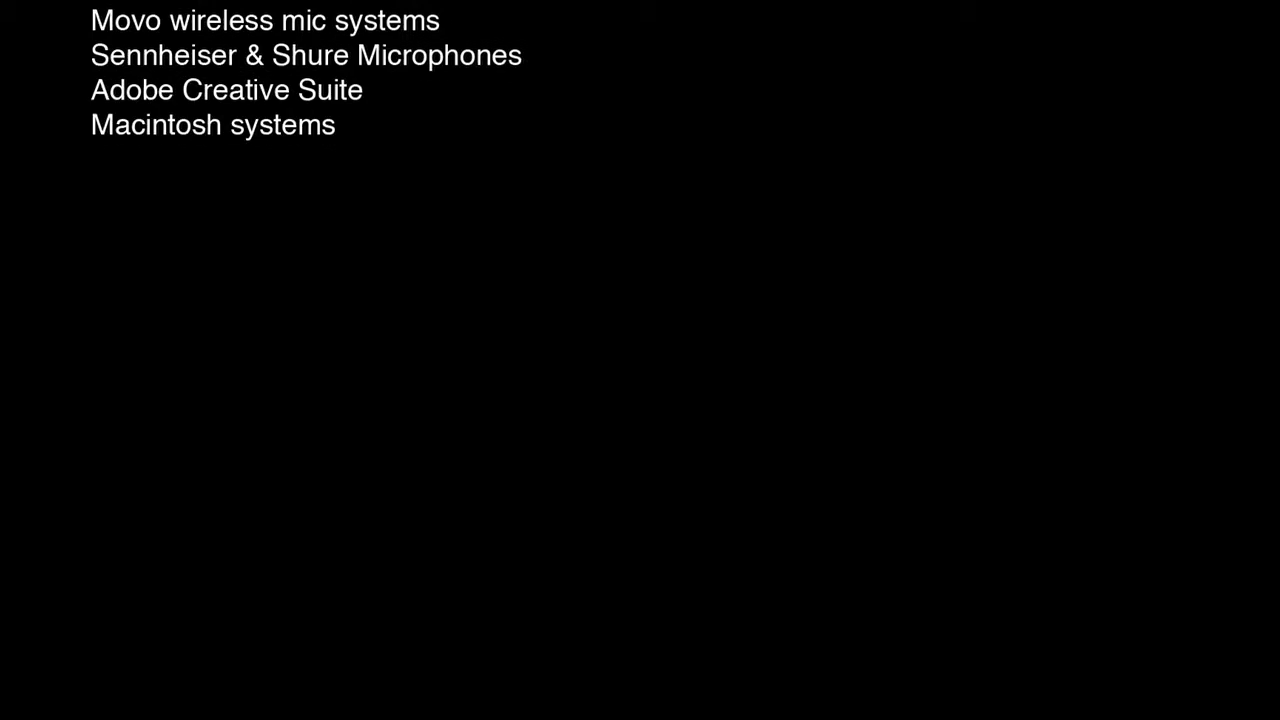 Movo wireless mic systems
Sennheiser & Shure Microphones
Adobe Creative Suite
Macintosh systems